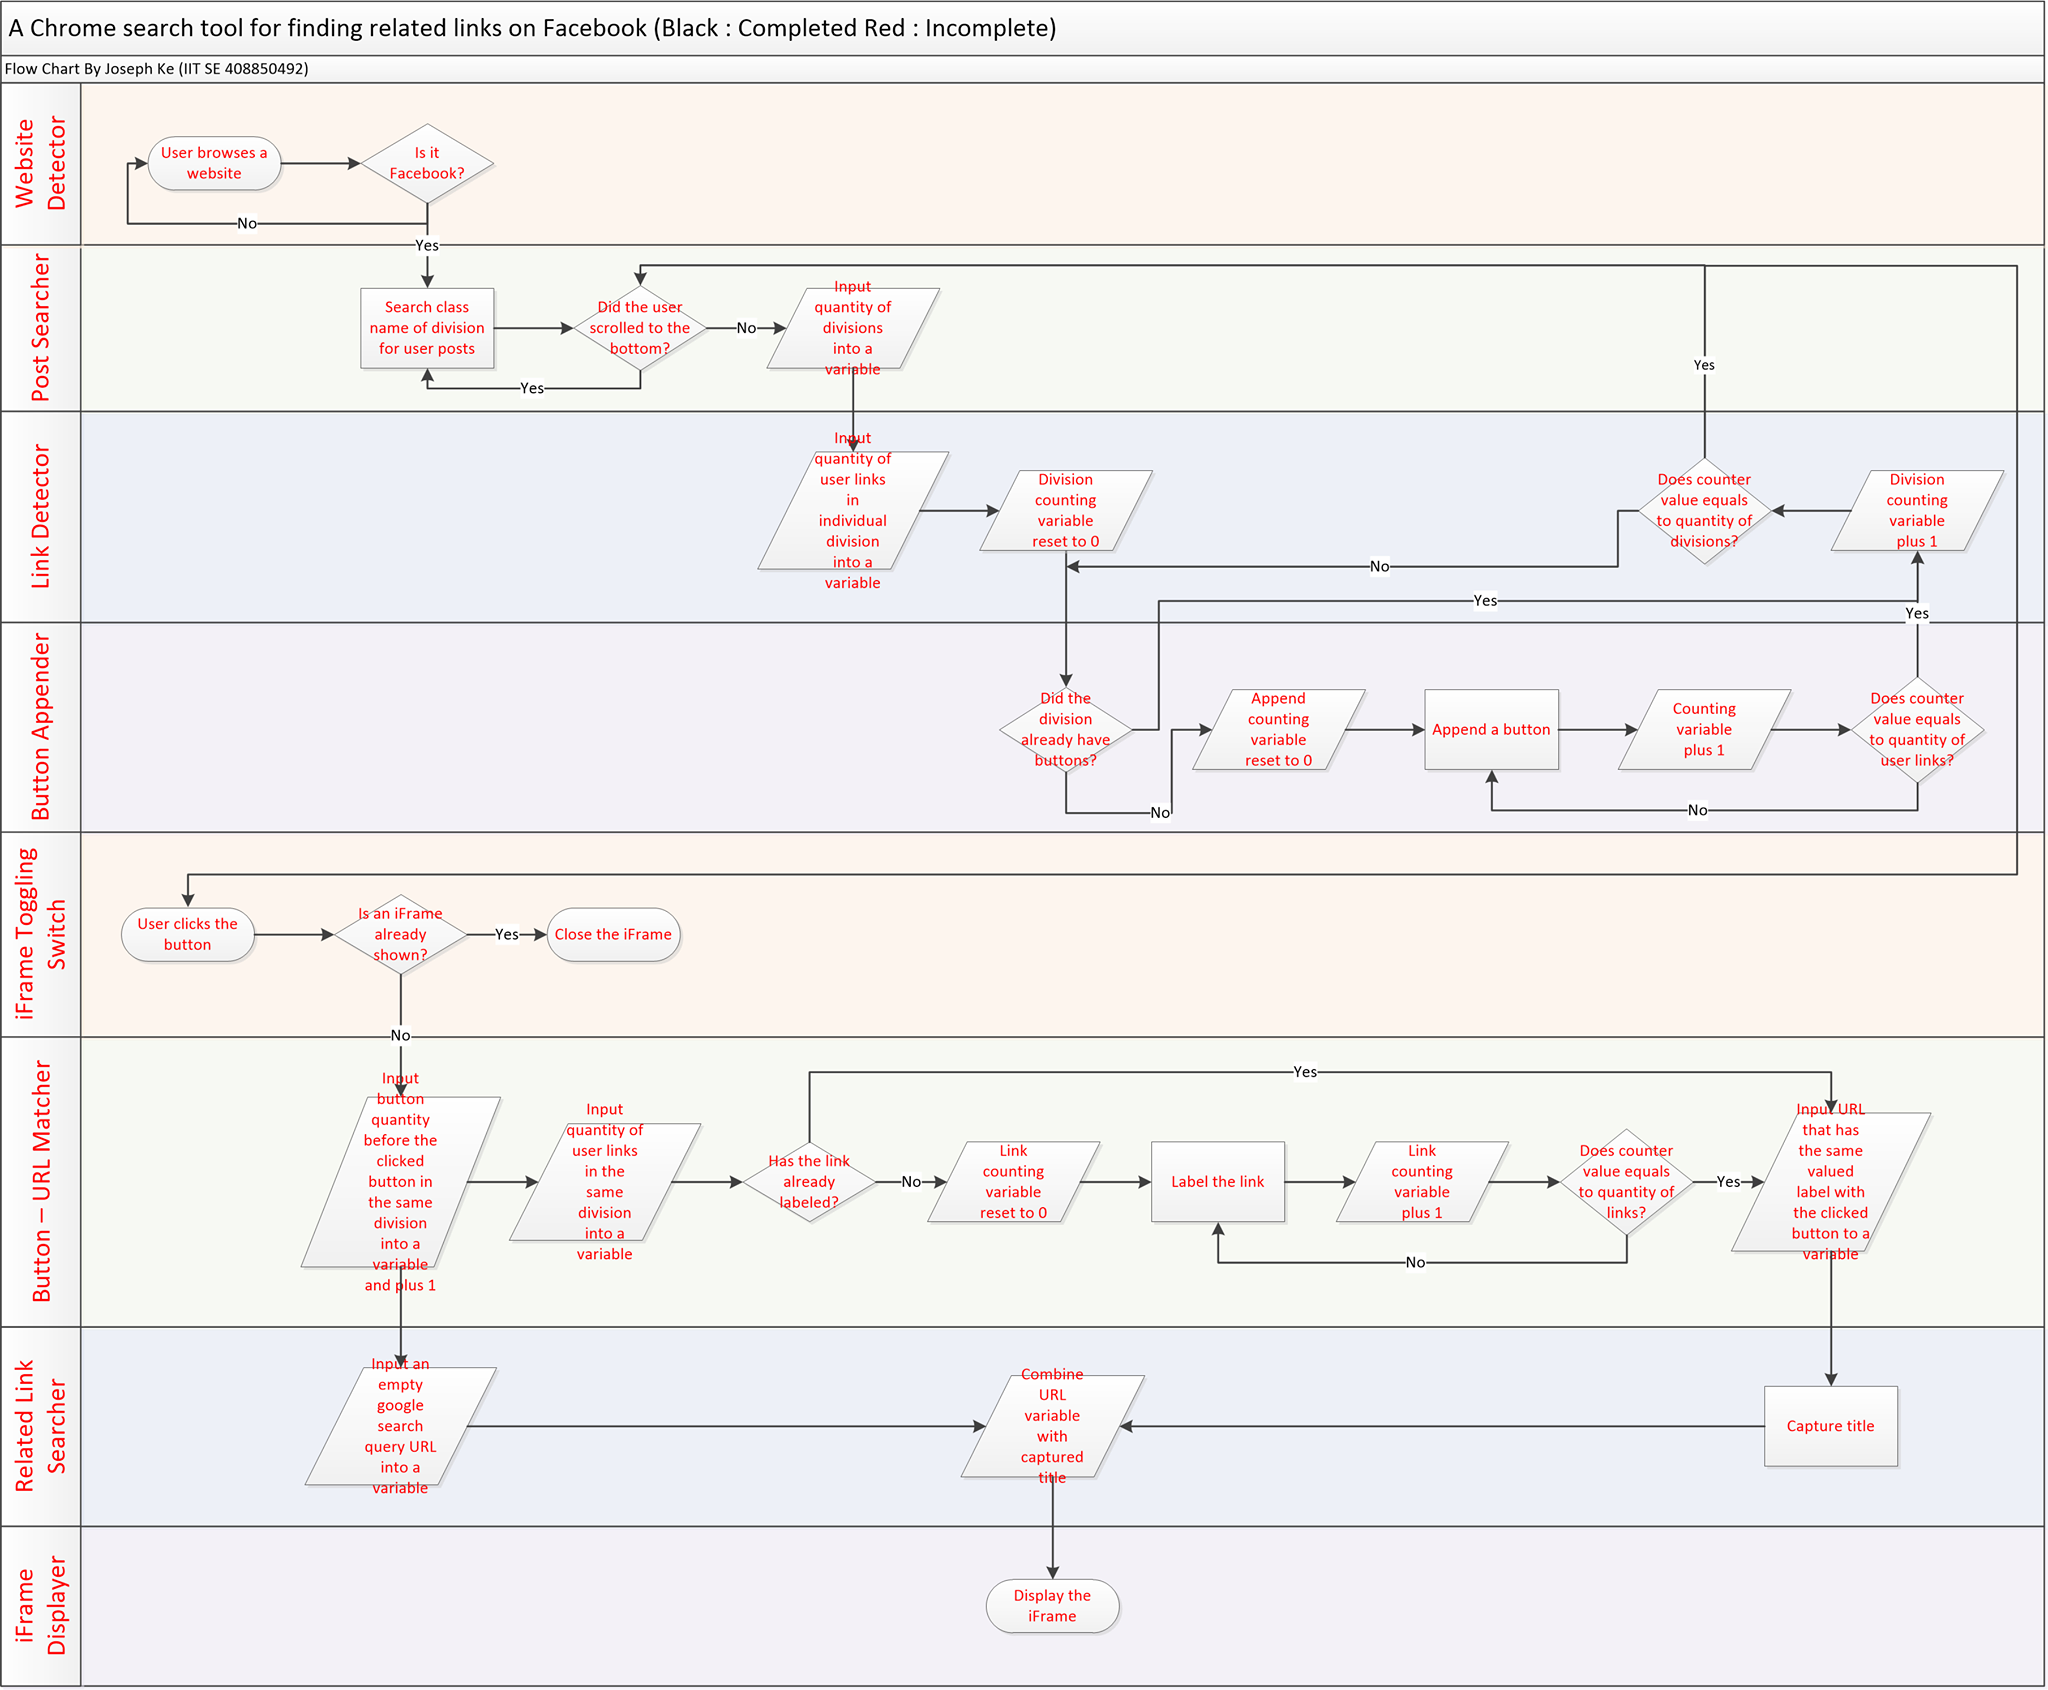 A Chrome search tool for finding related links on Facebook (Black : Completed Red : Incomplete)
Flow Chart By Joseph Ke (IIT SE 408850492)
Website
Detector
User browses a
website
Is it
Facebook?
No
Yes
Post Searcher
Search class
name of division
for user posts
Did the user
scrolled to the
bottom?
Yes
No
Input
quantity of
divisions
into a
variable
Yes
Link Detector
Input
quantity of
user links
in
individual
division
into a
variable
Division
counting
variable
reset to 0
Does counter
value equals
to quantity of
divisions?
Division
counting
variable
plus 1
No
Yes
Yes
Button Appender
Did the
division
already have
buttons?
No
Append
counting
variable
reset to 0
Append a button
Counting
variable
plus 1
Does counter
value equals
to quantity of
user links?
No
iFrame Toggling
Switch
User clicks the
button
Is an iFrame
already
shown?
Yes
Close the iFrame
No
Button – URL Matcher
Input
button
quantity
before the
clicked
button in
the same
division
into a
variable
and plus 1
Input
quantity of
user links
in the
same
division
into a
variable
Has the link
already
labeled?
Yes
No
Link
counting
variable
reset to 0
Label the link
Link
counting
variable
plus 1
Does counter
value equals
to quantity of
links?
No
Yes
Input URL
that has
the same
valued
label with
the clicked
button to a
variable
Related Link
Searcher
Input an
empty
google
search
query URL
into a
variable
Combine
URL
variable
with
captured
title
Capture title
iFrame
Displayer
Display the
iFrame